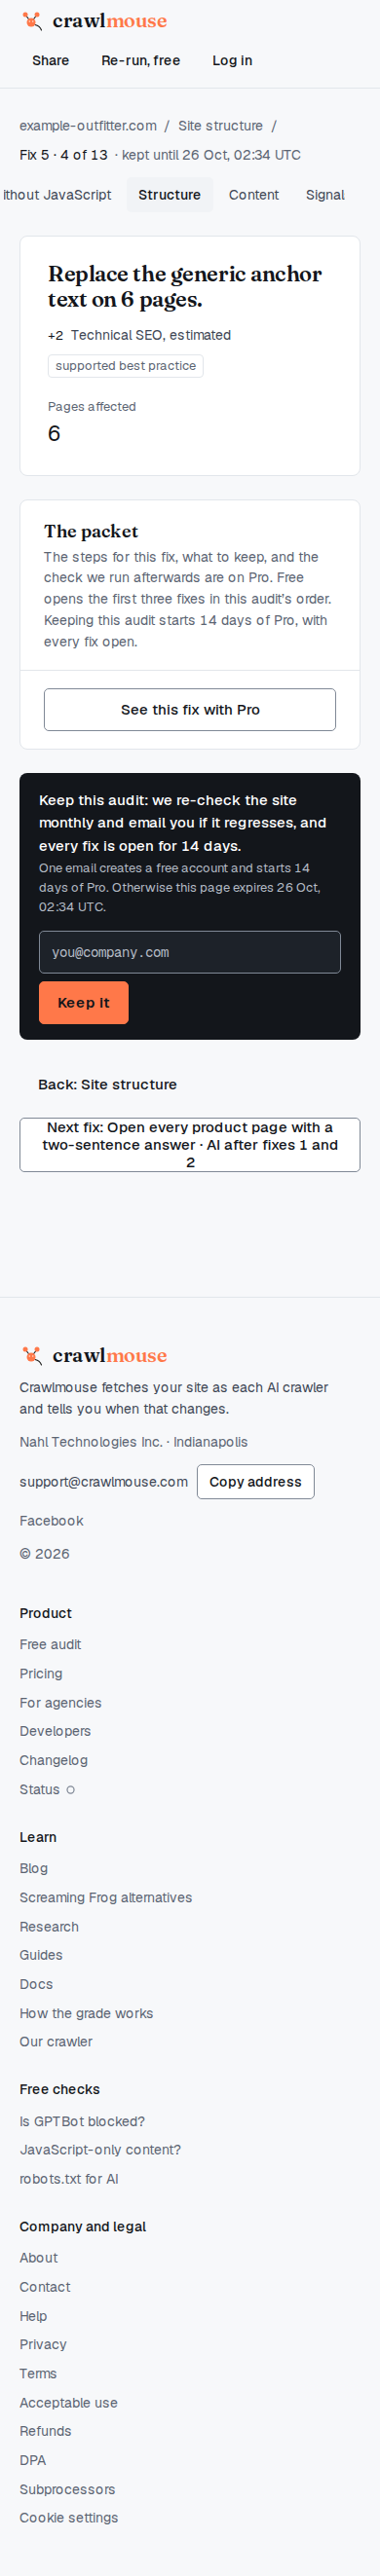 crawlmouse
Share Re-run, free Log in
example-outfitter.com / Site structure /
Fix 5 · 4 of 13 · kept until 26 Oct, 02:34 UTC
ithout JavaScript Structure Content Signal
Replace the generic anchor
text on 6 pages.
+2 Technical SEO, estimated
supported best practice
Pages affected
6
The packet
The steps for this fix, what to keep, and the
check we run afterwards are on Pro. Free
opens the first three fixes in this audit's order.
Keeping this audit starts 14 days of Pro, with
every fix open.
See this fix with Pro
Keep this audit: we re-check the site
monthly and email you if it regresses, and
every fix is open for 14 days.
One email creates a free account and starts 14
days of Pro. Otherwise this page expires 26 Oct,
02:34 UTC.
you@company.com
Keep it
Back: Site structure
Next fix: Open every product page with a
two-sentence answer · AI after fixes 1 and
2
crawlmouse
Crawlmouse fetches your site as each AI crawler
and tells you when that changes.
Nahl Technologies Inc. · Indianapolis
support@crawlmouse.com Copy address
Facebook
© 2026
Product
Free audit
Pricing
For agencies
Developers
Changelog
Status
Learn
Blog
Screaming Frog alternatives
Research
Guides
Docs
How the grade works
Our crawler
Free checks
Is GPTBot blocked?
JavaScript-only content?
robots.txt for AI
Company and legal
About
Contact
Help
Privacy
Terms
Acceptable use
Refunds
DPA
Subprocessors
Cookie settings